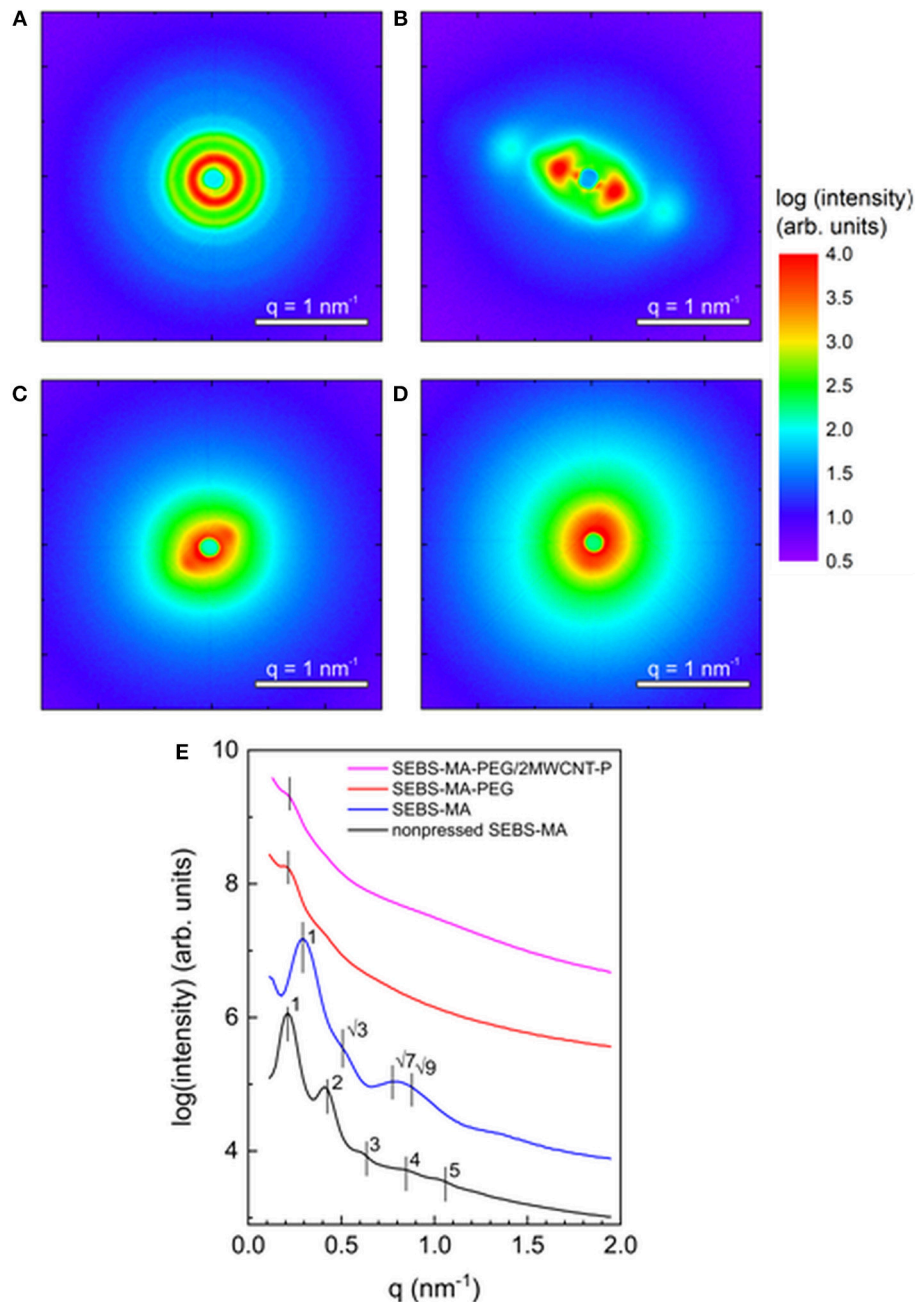 A
B
q = 1 nm⁻¹
q = 1 nm⁻¹
log (intensity)
(arb. units)
4.0
3.5
3.0
2.5
2.0
1.5
1.0
0.5
C
D
q = 1 nm⁻¹
q = 1 nm⁻¹
E
10
8
6
4
log(intensity) (arb. units)
SEBS-MA-PEG/2MWCNT-P
SEBS-MA-PEG
SEBS-MA
nonpressed SEBS-MA
1
√3
√7
√9
1
2
3
4
5
0.0
0.5
1.0
1.5
2.0
q (nm⁻¹)